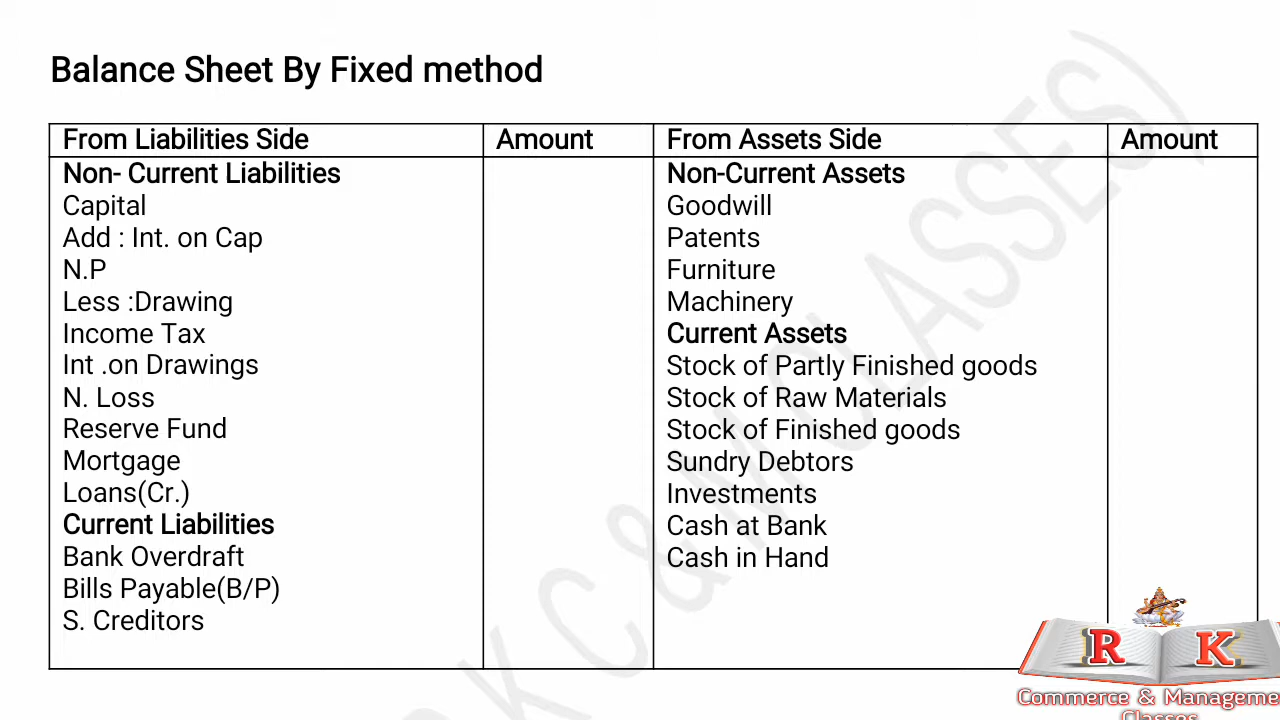 Balance Sheet By Fixed method
From Liabilities Side Amount From Assets Side Amount
Non- Current Liabilities
Capital
Add : Int. on Cap
N.P
Less :Drawing
Income Tax
Int .on Drawings
N. Loss
Reserve Fund
Mortgage
Loans(Cr.)
Current Liabilities
Bank Overdraft
Bills Payable(B/P)
S. Creditors
Non-Current Assets
Goodwill
Patents
Furniture
Machinery
Current Assets
Stock of Partly Finished goods
Stock of Raw Materials
Stock of Finished goods
Sundry Debtors
Investments
Cash at Bank
Cash in Hand
K C & M CLASSES)
R K
Commerce & Manageme
Classes